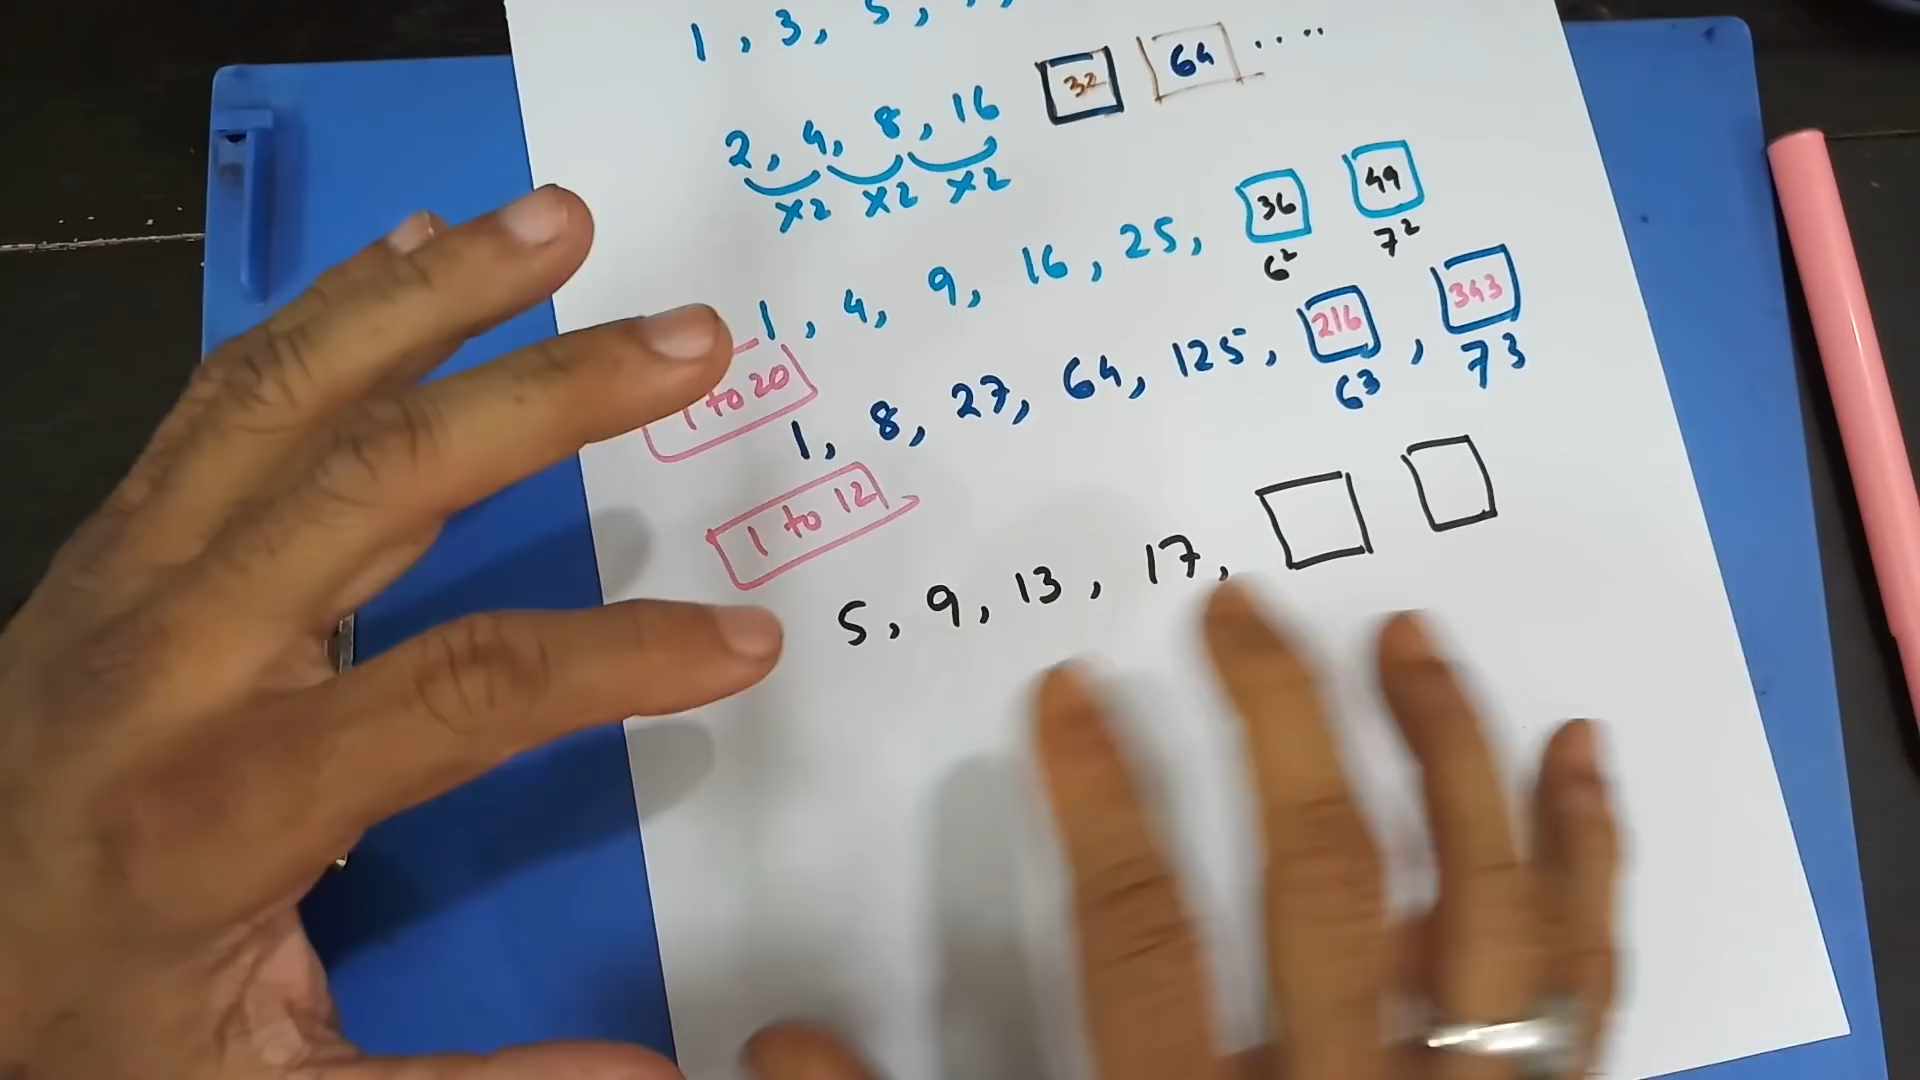 1, 3, 5,
2, 4, 8, 16 32 64 ....
x2 x2 x2
1, 4, 9, 16, 25, 36 49
6² 7²
1 to 20
1, 8, 27, 64, 125, 216, 343
6³ 7³
1 to 12
5, 9, 13, 17,